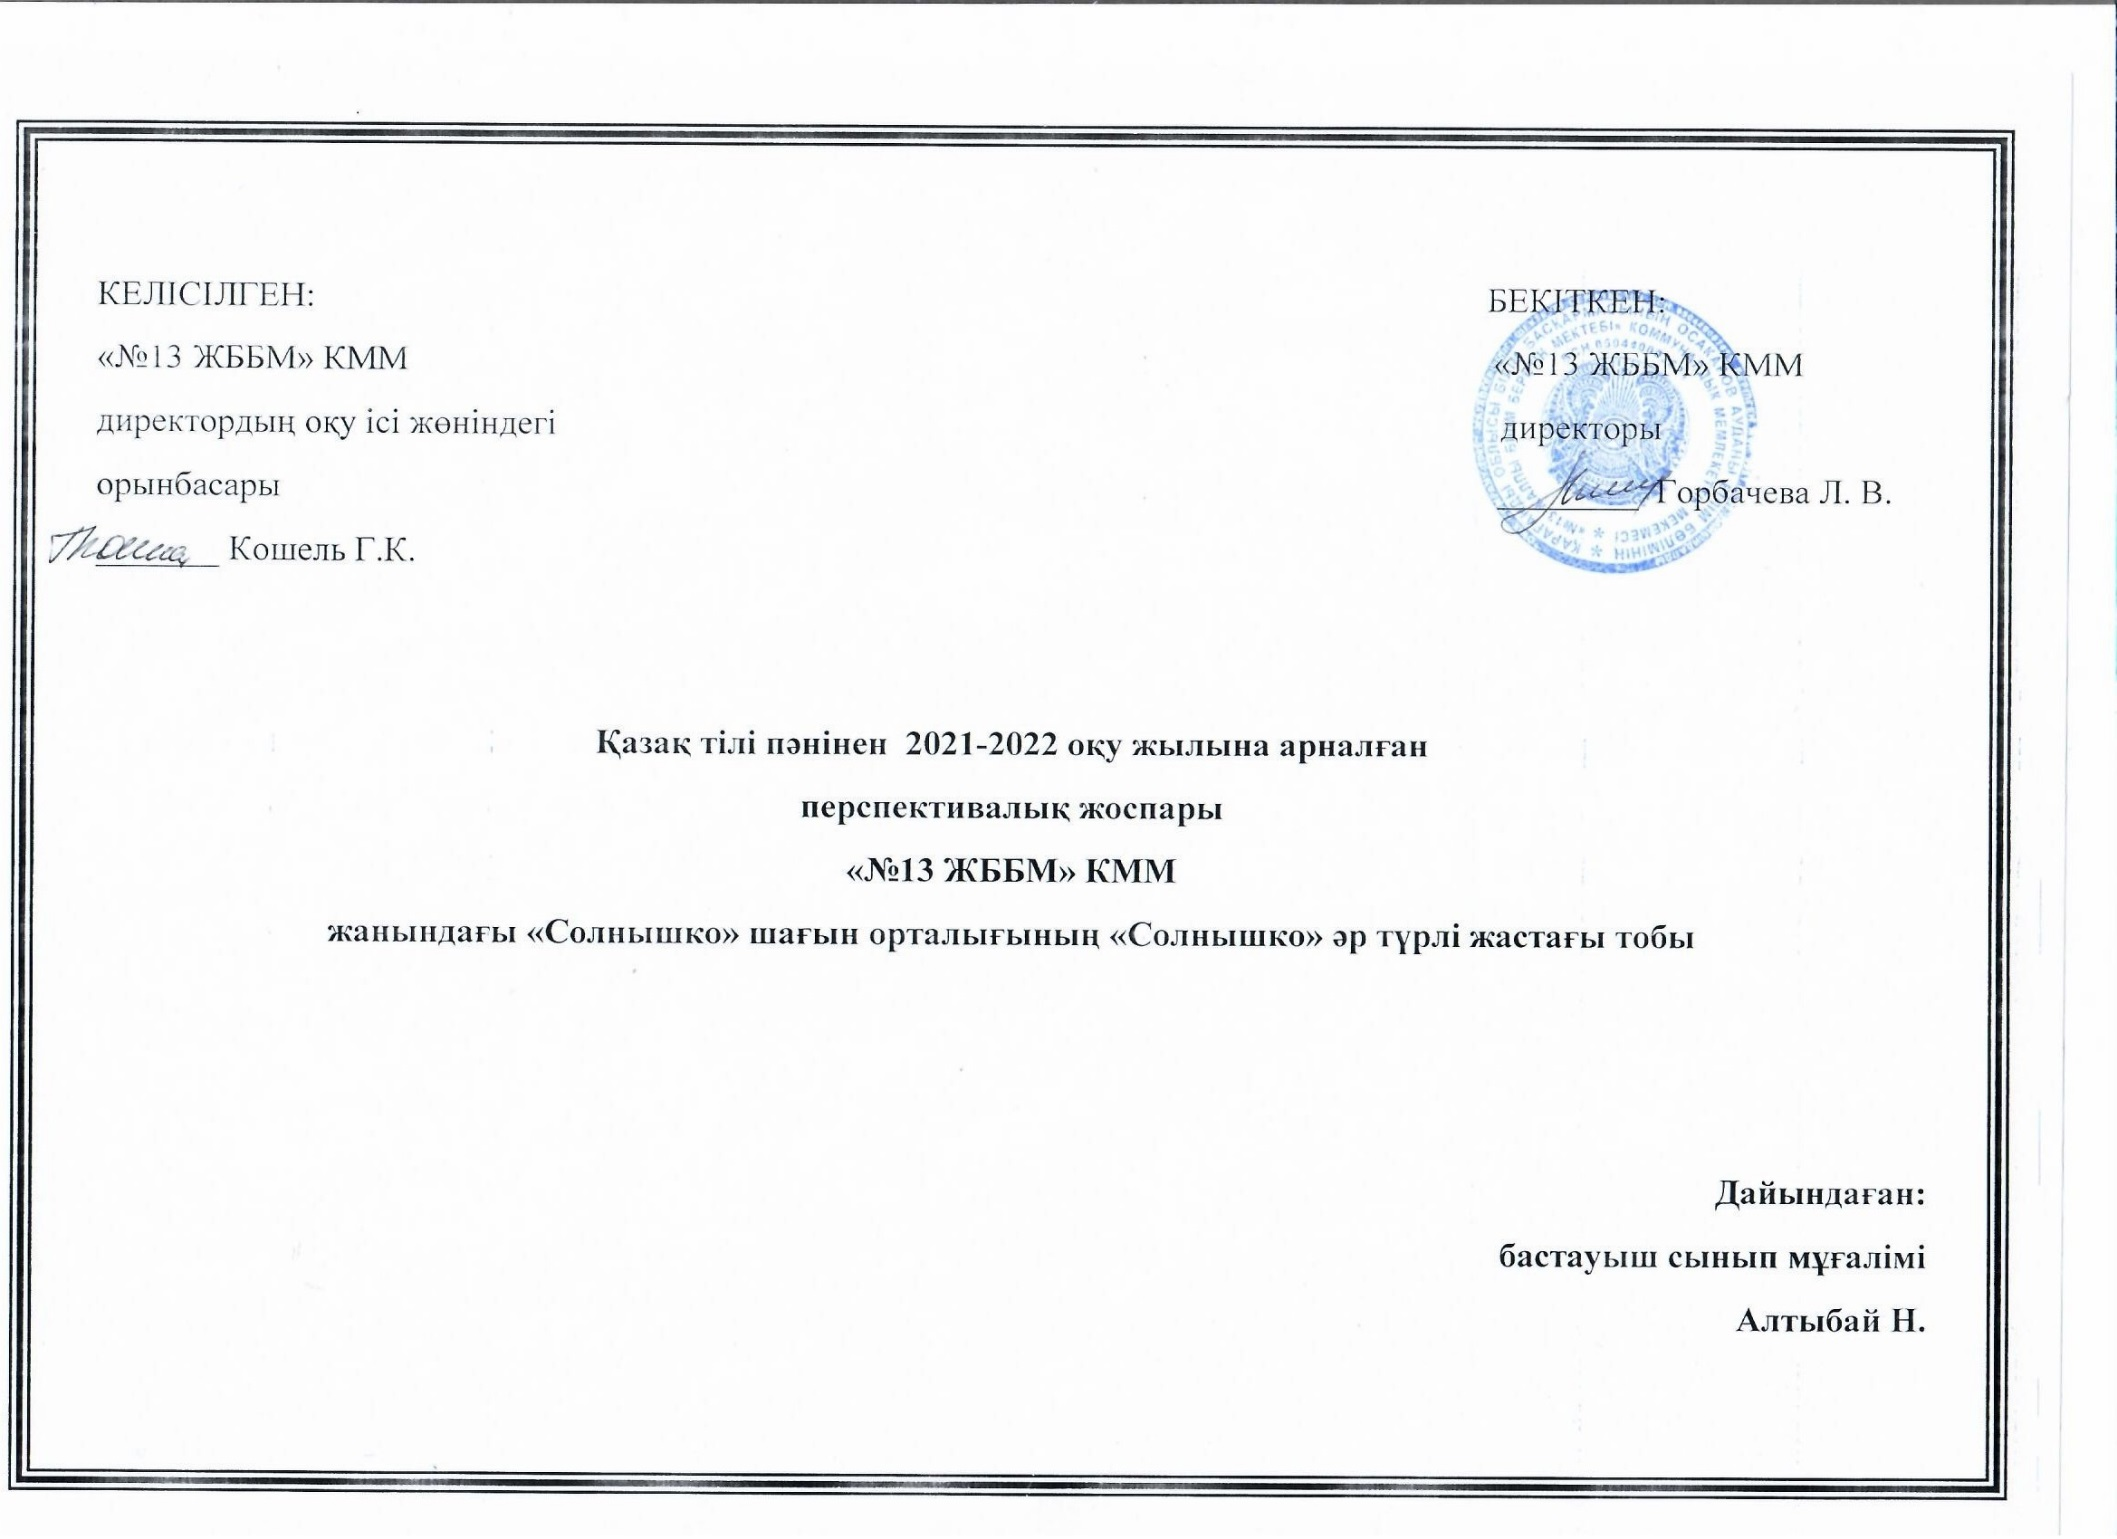 КЕЛІСІЛГЕН:
«№13 ЖББМ» КММ
директордың оқу ісі жөніндегі
орынбасары
Кошель Г.К.
БЕКІТКЕН:
«№13 ЖББМ» КММ
директоры
Горбачева Л. В.
Қазақ тілі пәнінен 2021-2022 оқу жылына арналған
перспективалық жоспары
«№13 ЖББМ» КММ
жанындағы «Солнышко» шағын орталығының «Солнышко» әр түрлі жастағы тобы
Дайындаған:
бастауыш сынып мұғалімі
Алтыбай Н.